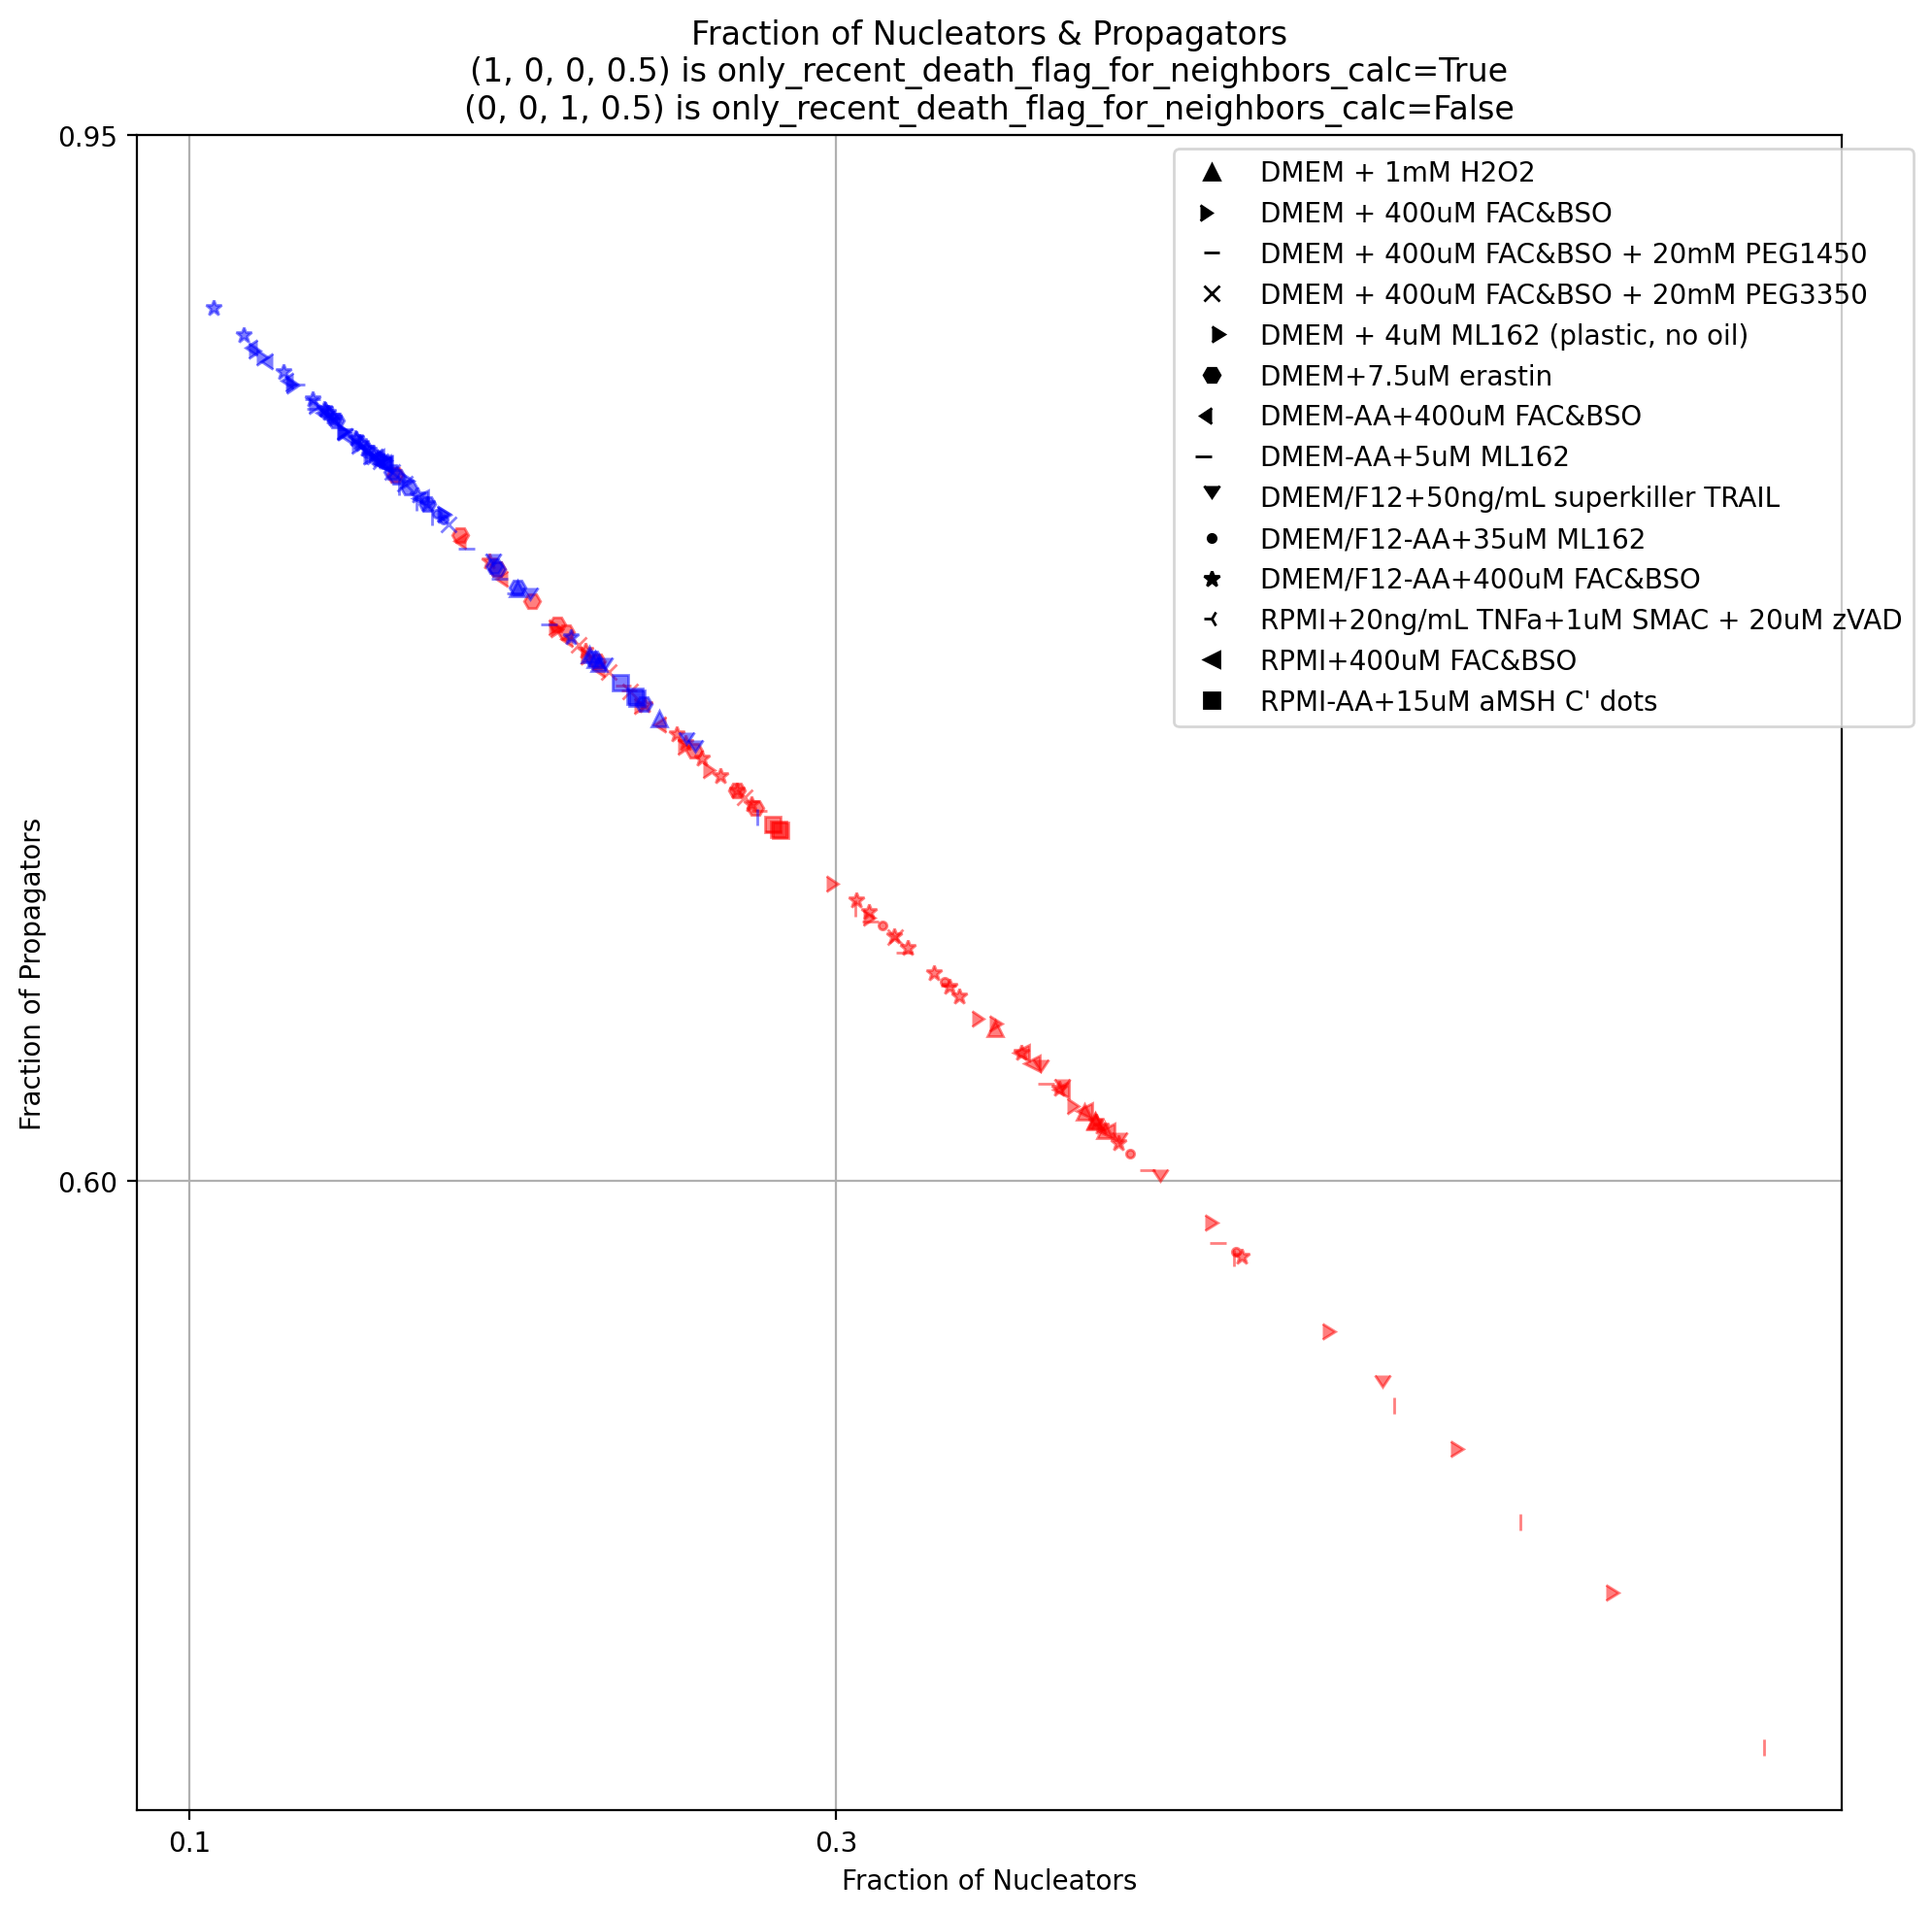 Fraction of Nucleators & Propagators
(1, 0, 0, 0.5) is only_recent_death_flag_for_neighbors_calc=True
(0, 0, 1, 0.5) is only_recent_death_flag_for_neighbors_calc=False
0.95
DMEM + 1mM H2O2
DMEM + 400uM FAC&BSO
DMEM + 400uM FAC&BSO + 20mM PEG1450
DMEM + 400uM FAC&BSO + 20mM PEG3350
DMEM + 4uM ML162 (plastic, no oil)
DMEM+7.5uM erastin
DMEM-AA+400uM FAC&BSO
DMEM-AA+5uM ML162
DMEM/F12+50ng/mL superkiller TRAIL
DMEM/F12-AA+35uM ML162
DMEM/F12-AA+400uM FAC&BSO
RPMI+20ng/mL TNFa+1uM SMAC + 20uM zVAD
RPMI+400uM FAC&BSO
RPMI-AA+15uM aMSH C' dots
Fraction of Propagators
0.60
0.1
0.3
Fraction of Nucleators